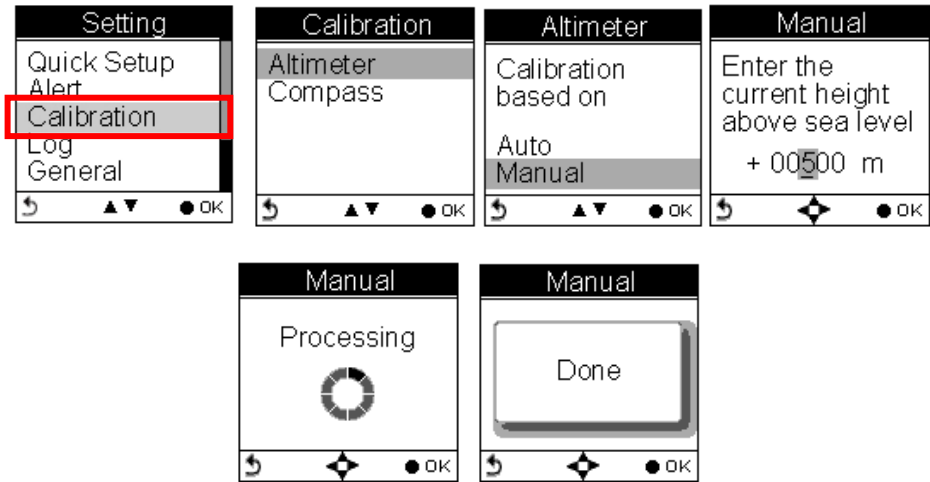 Setting
Quick Setup
Alert
Calibration
Log
General
OK
Calibration
Altimeter
Compass
OK
Altimeter
Calibration
based on
Auto
Manual
OK
Manual
Enter the
current height
above sea level
+ 00500 m
OK
Manual
Processing
OK
Manual
Done
OK